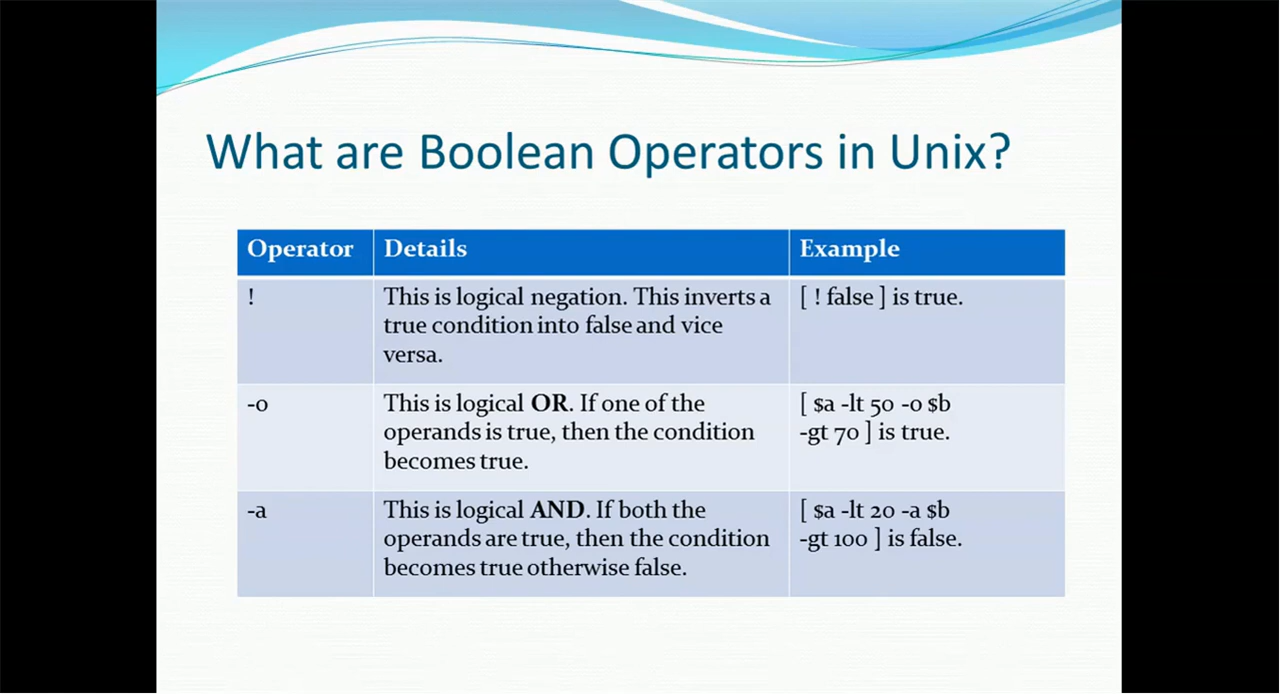 What are Boolean Operators in Unix?
Operator Details Example
! This is logical negation. This inverts a [ ! false ] is true.
true condition into false and vice
versa.
-o This is logical OR. If one of the [ $a -lt 50 -o $b
operands is true, then the condition -gt 70 ] is true.
becomes true.
-a This is logical AND. If both the [ $a -lt 20 -a $b
operands are true, then the condition -gt 100 ] is false.
becomes true otherwise false.